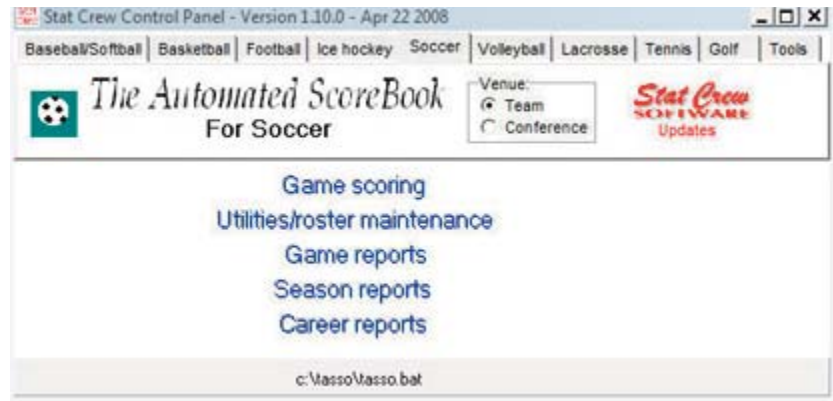 Stat Crew Control Panel - Version 1.10.0 - Apr 22 2008
Baseball/Softball Basketball Football Ice hockey Soccer Volleyball Lacrosse Tennis Golf Tools
The Automated ScoreBook
For Soccer
Venue:
Team
Conference
Stat Crew
SOFTWARE
Updates
Game scoring
Utilities/roster maintenance
Game reports
Season reports
Career reports
c:\tasso\tasso.bat